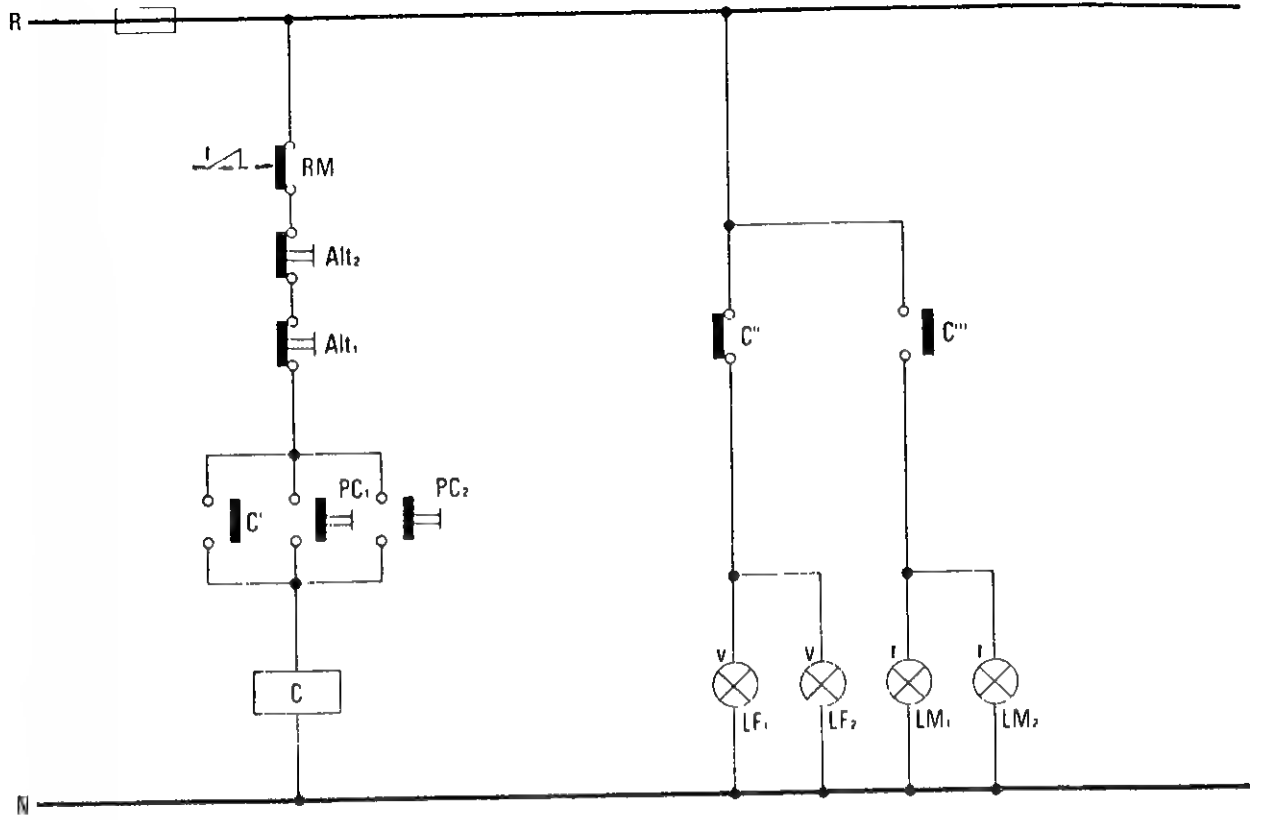 R
r
RM
Alt₂
Alt₁
C'
PC₁
PC₂
C
C''
C'''
V
V
r
r
LF₁
LF₂
LM₁
LM₂
N